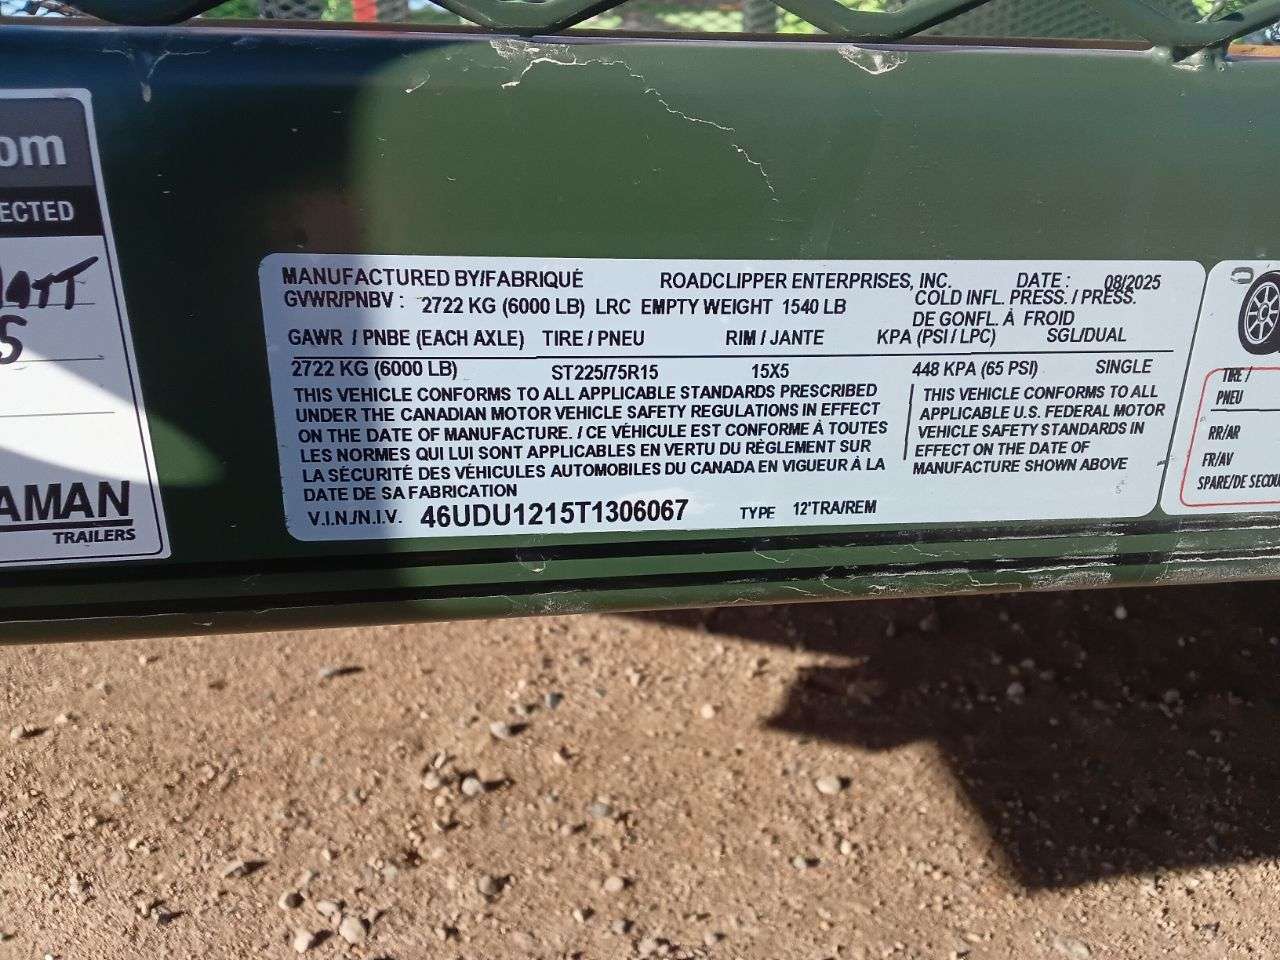 om
ECTED
MATT
S
AMAN
TRAILERS
MANUFACTURED BY/FABRIQUÉ ROADCLIPPER ENTERPRISES, INC. DATE : 08/2025
GVWR/PNBV : 2722 KG (6000 LB) LRC EMPTY WEIGHT 1540 LB COLD INFL. PRESS. / PRESS.
DE GONFL. À FROID
GAWR / PNBE (EACH AXLE) TIRE / PNEU RIM / JANTE KPA (PSI / LPC) SGL/DUAL
2722 KG (6000 LB) ST225/75R15 15X5 448 KPA (65 PSI) SINGLE
THIS VEHICLE CONFORMS TO ALL APPLICABLE STANDARDS PRESCRIBED
UNDER THE CANADIAN MOTOR VEHICLE SAFETY REGULATIONS IN EFFECT
ON THE DATE OF MANUFACTURE. / CE VÉHICULE EST CONFORME À TOUTES
LES NORMES QUI LUI SONT APPLICABLES EN VERTU DU RÈGLEMENT SUR
LA SÉCURITÉ DES VÉHICULES AUTOMOBILES DU CANADA EN VIGUEUR À LA
DATE DE SA FABRICATION
THIS VEHICLE CONFORMS TO ALL
APPLICABLE U.S. FEDERAL MOTOR
VEHICLE SAFETY STANDARDS IN
EFFECT ON THE DATE OF
MANUFACTURE SHOWN ABOVE
V.I.N./N.I.V. 46UDU1215T1306067 TYPE 12'TRA/REM
TIRE /
PNEU
RR/AR
FR/AV
SPARE/DE SECOU